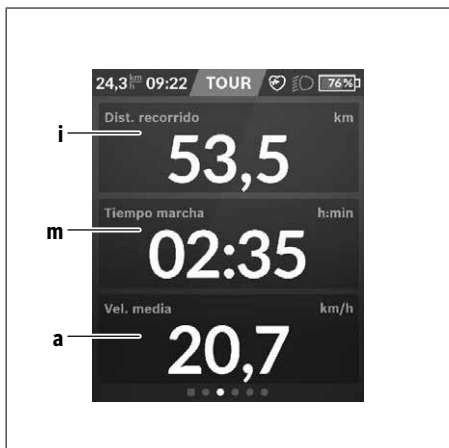 24,3 km/h 09:22 TOUR 76%
Dist. recorrido km
i
53,5
Tiempo marcha h:min
m
02:35
Vel. media km/h
a
20,7